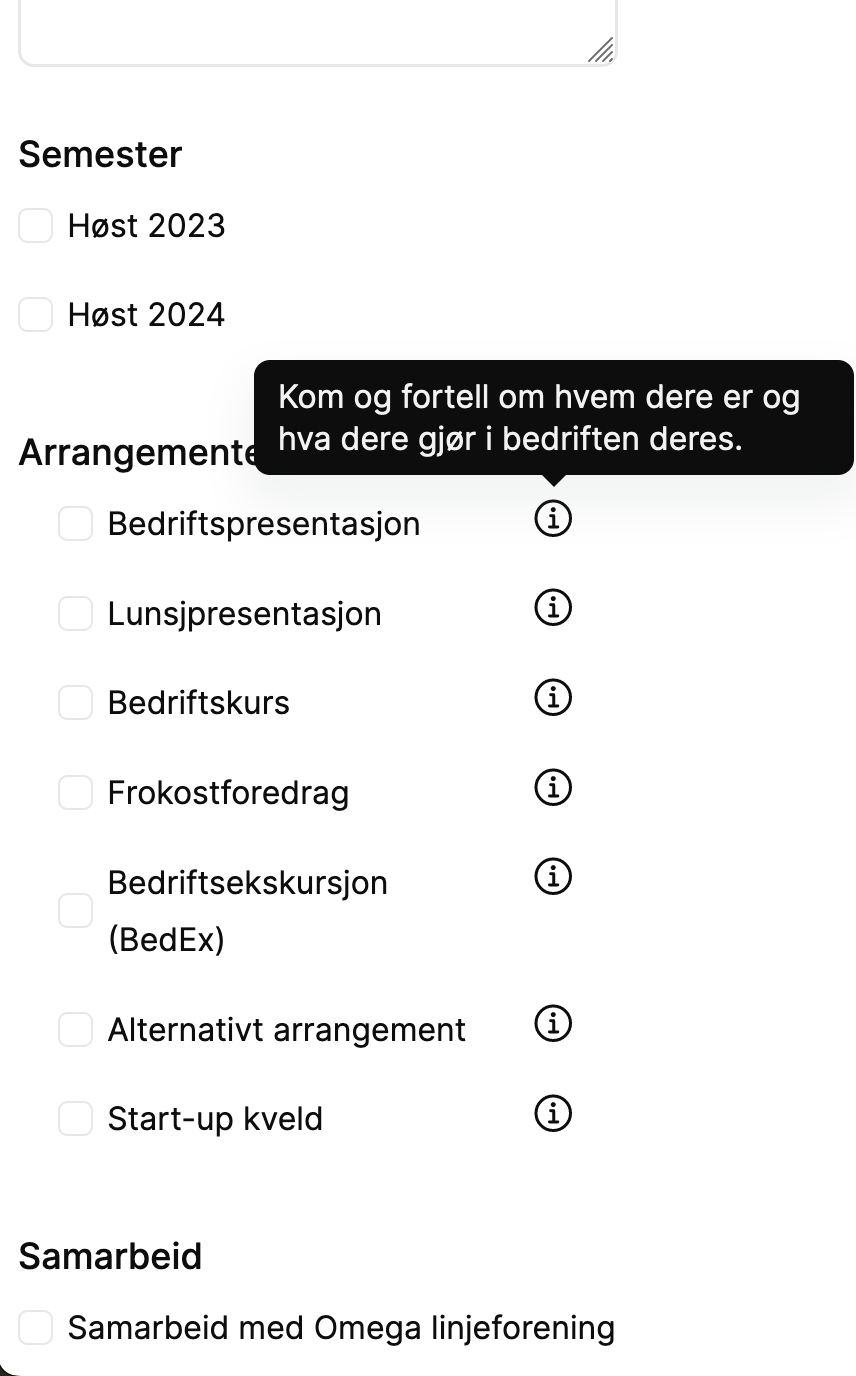 Semester
Høst 2023
Høst 2024
Kom og fortell om hvem dere er og
hva dere gjør i bedriften deres.
Arrangemente
Bedriftspresentasjon
Lunsjpresentasjon
Bedriftskurs
Frokostforedrag
Bedriftsekskursjon
(BedEx)
Alternativt arrangement
Start-up kveld
Samarbeid
Samarbeid med Omega linjeforening